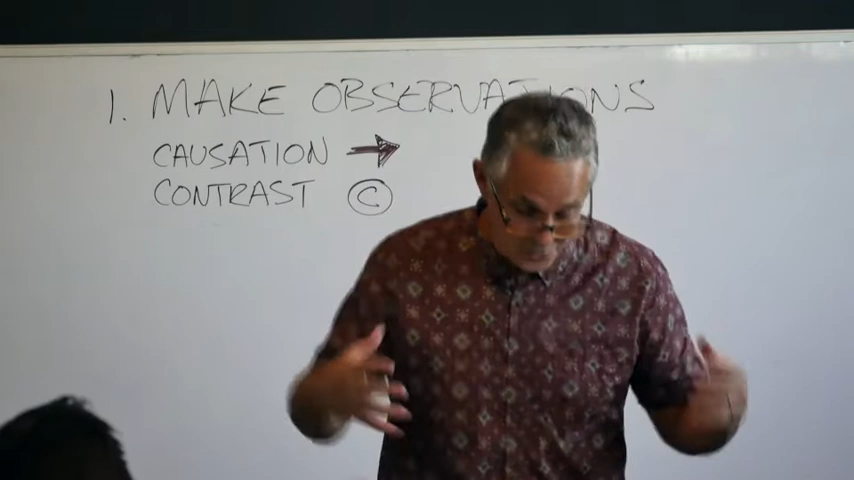 1. MAKE OBSERVATIONS
CAUSATION →
CONTRAST ©